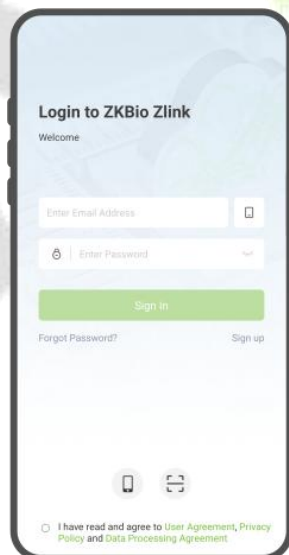 Login to ZKBio Zlink
Welcome
Enter Email Address
Enter Password
Sign in
Forgot Password? Sign up
I have read and agree to User Agreement, Privacy
Policy and Data Processing Agreement